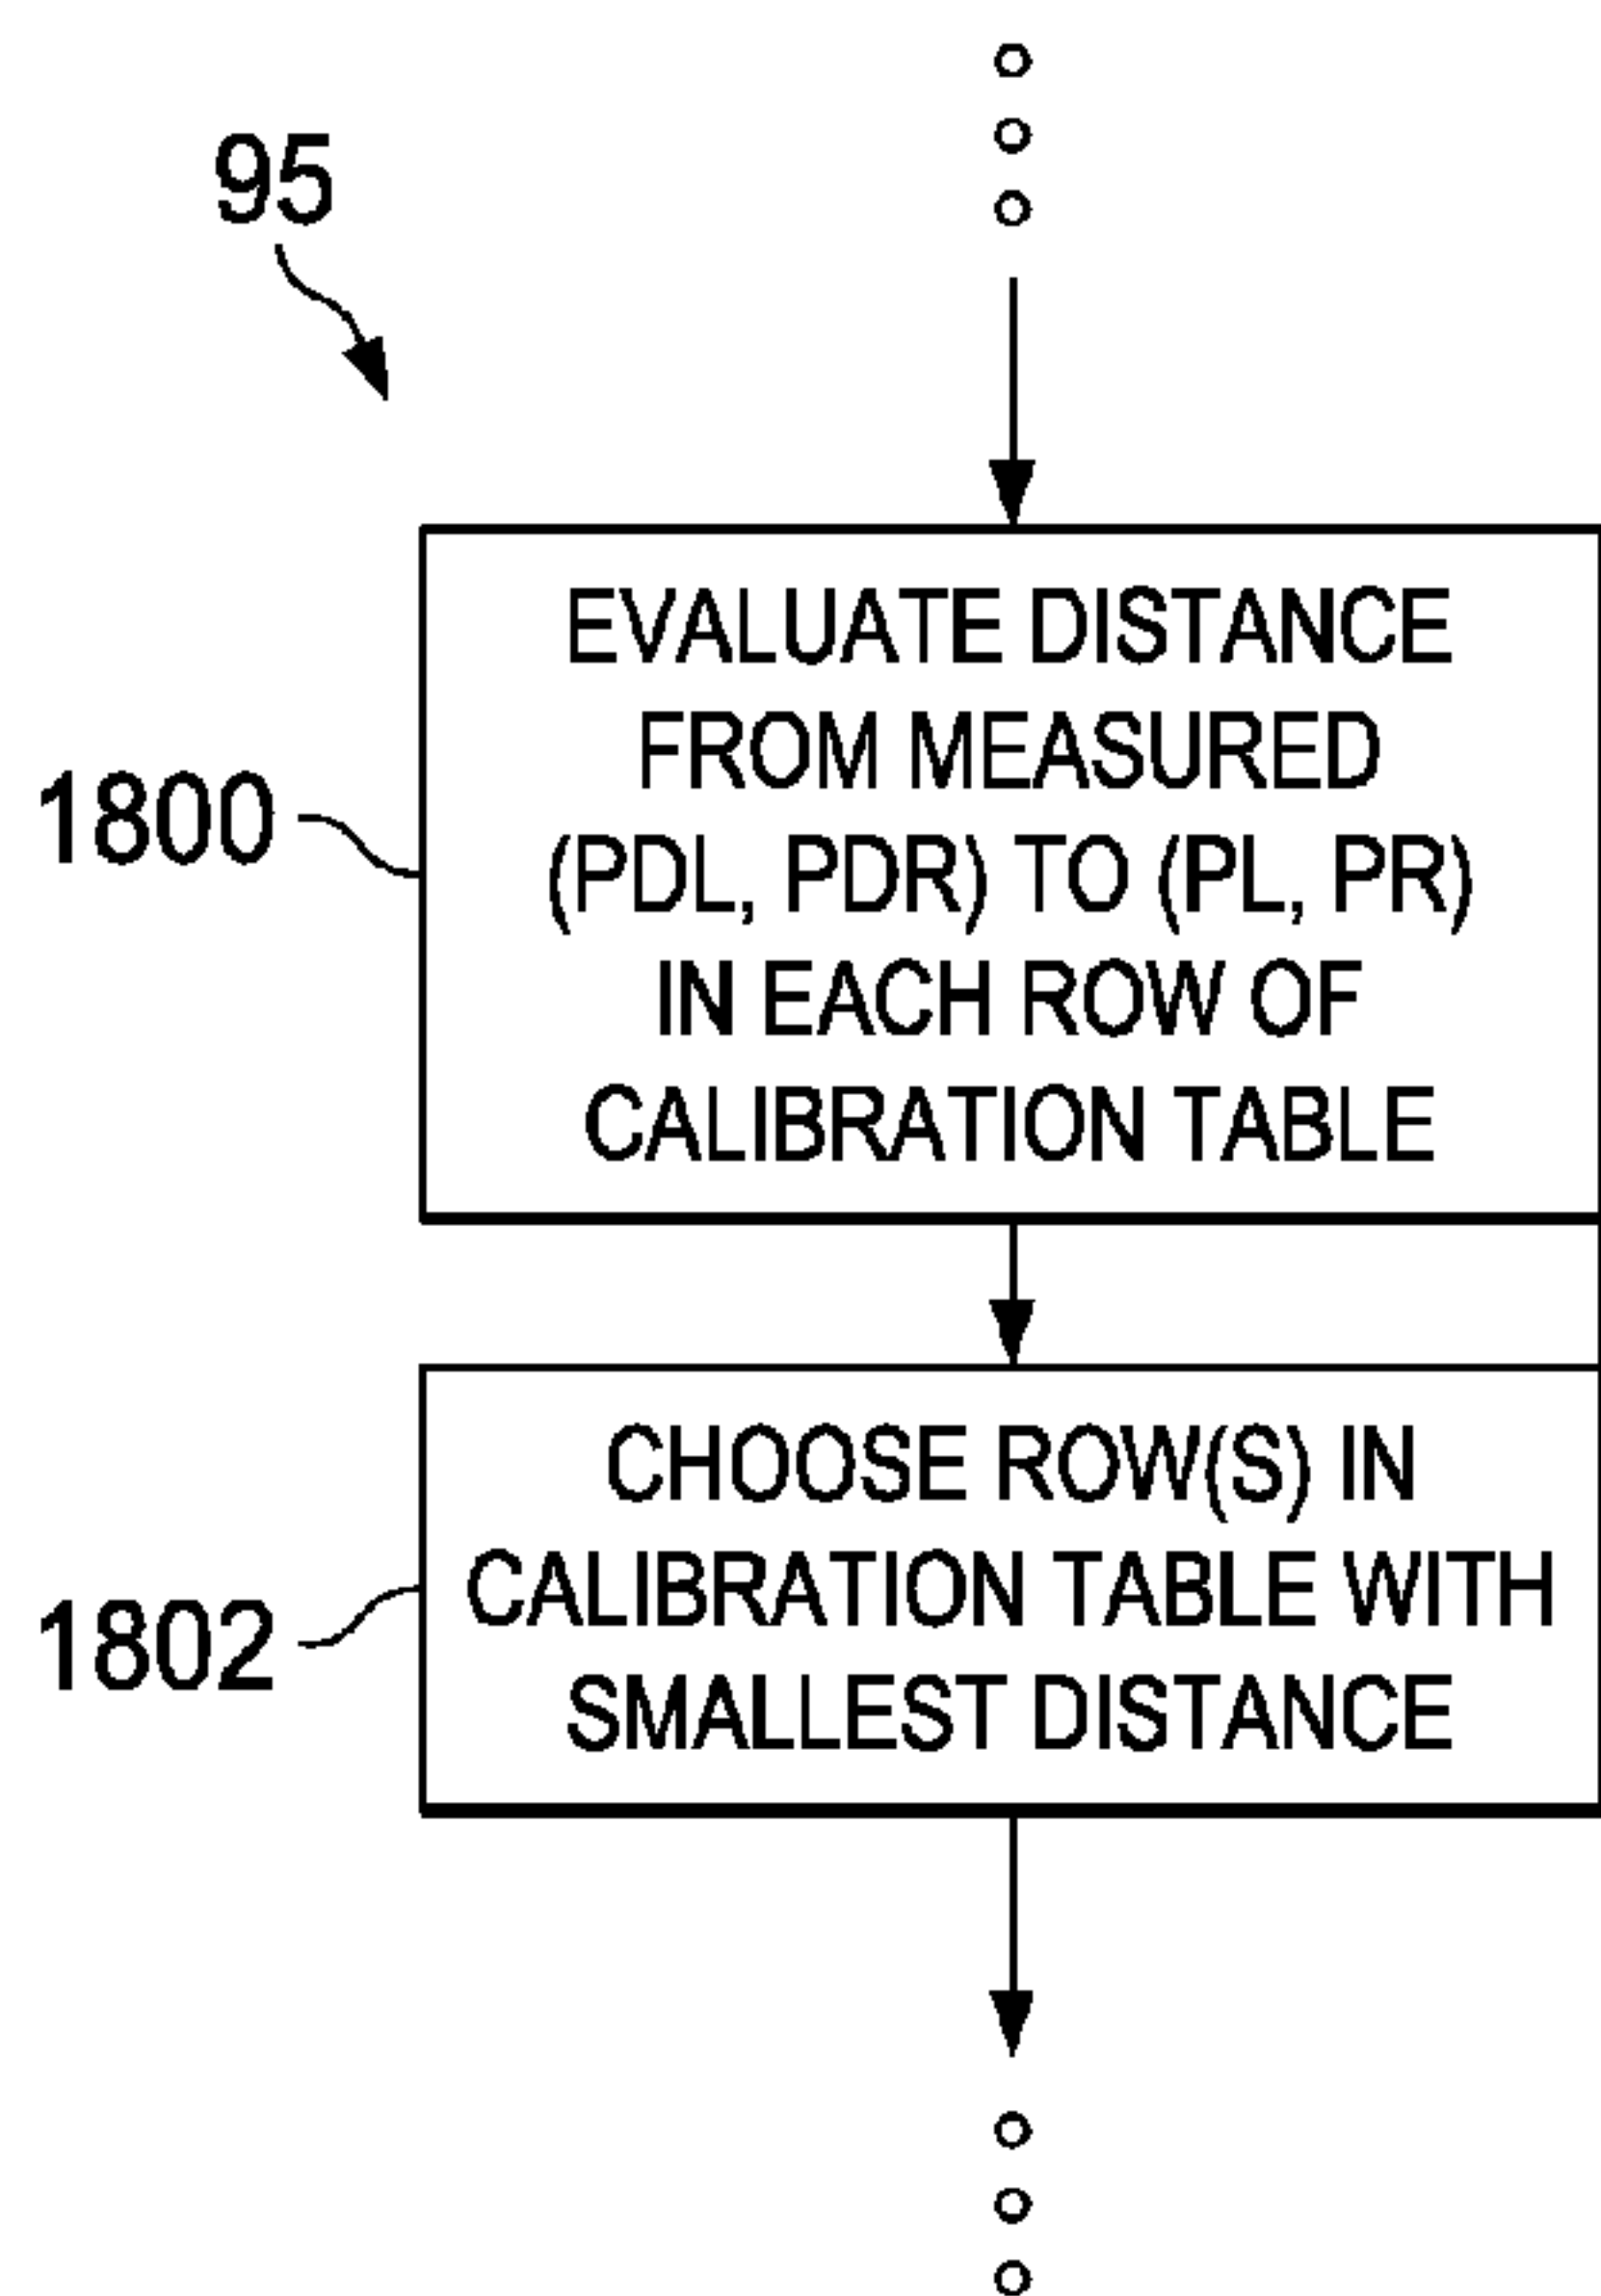 95
1800
EVALUATE DISTANCE
FROM MEASURED
(PDL, PDR) TO (PL, PR)
IN EACH ROW OF
CALIBRATION TABLE
1802
CHOOSE ROW(S) IN
CALIBRATION TABLE WITH
SMALLEST DISTANCE